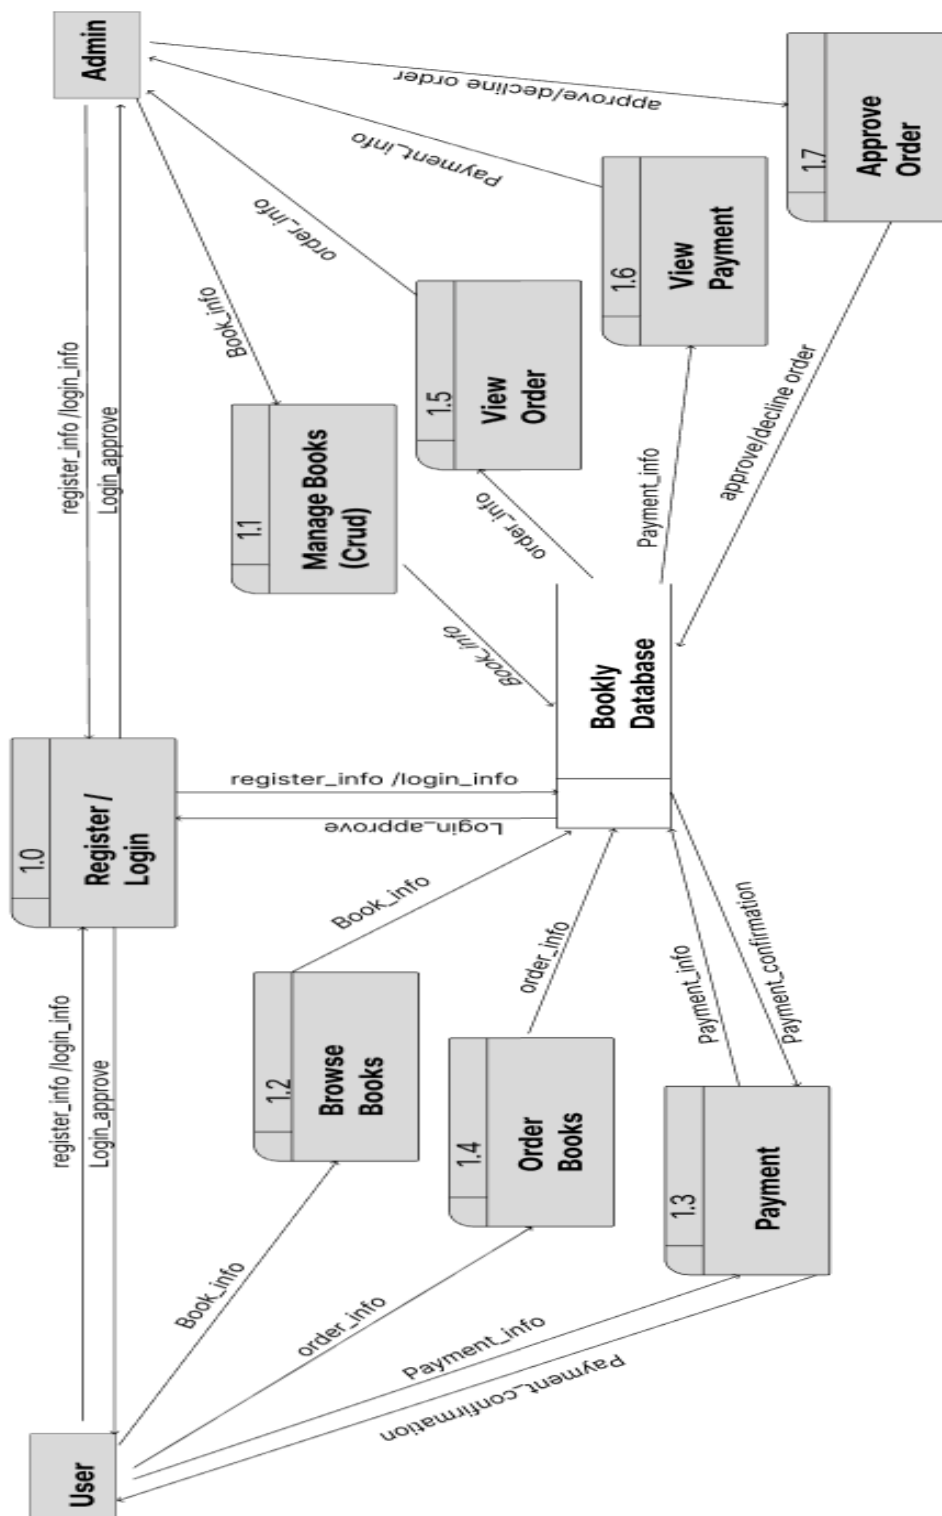 User
register_info /login_info
Login_approve
1.0
Register /
Login
register_info /login_info
Login_approve
Admin
register_info /login_info
Login_approve
Book_info
1.2
Browse
Books
Book_info
order_info
1.4
Order
Books
order_info
Payment_info
Payment_confirmation
1.3
Payment
Payment_info
Payment_confirmation
Bookly
Database
Book_info
1.1
Manage Books
(Crud)
Book_info
order_info
1.5
View
Order
order_info
Payment_info
1.6
View
Payment
Payment_info
approve/decline order
1.7
Approve
Order
approve/decline order